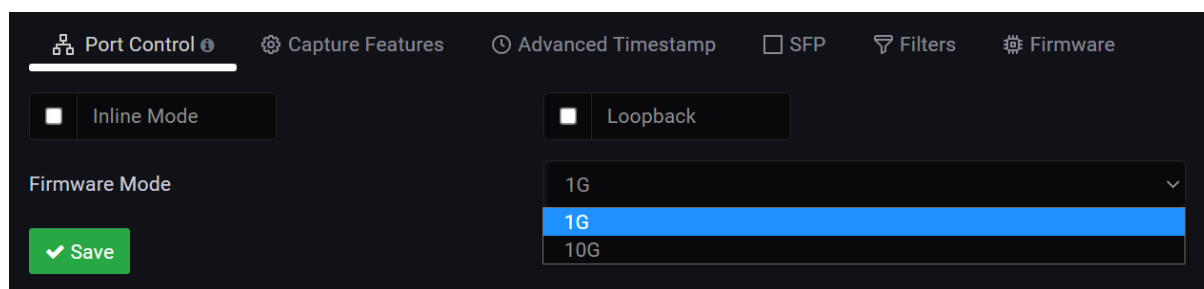 Port Control Capture Features Advanced Timestamp SFP Filters Firmware
Inline Mode Loopback
Firmware Mode 1G
1G
10G
Save